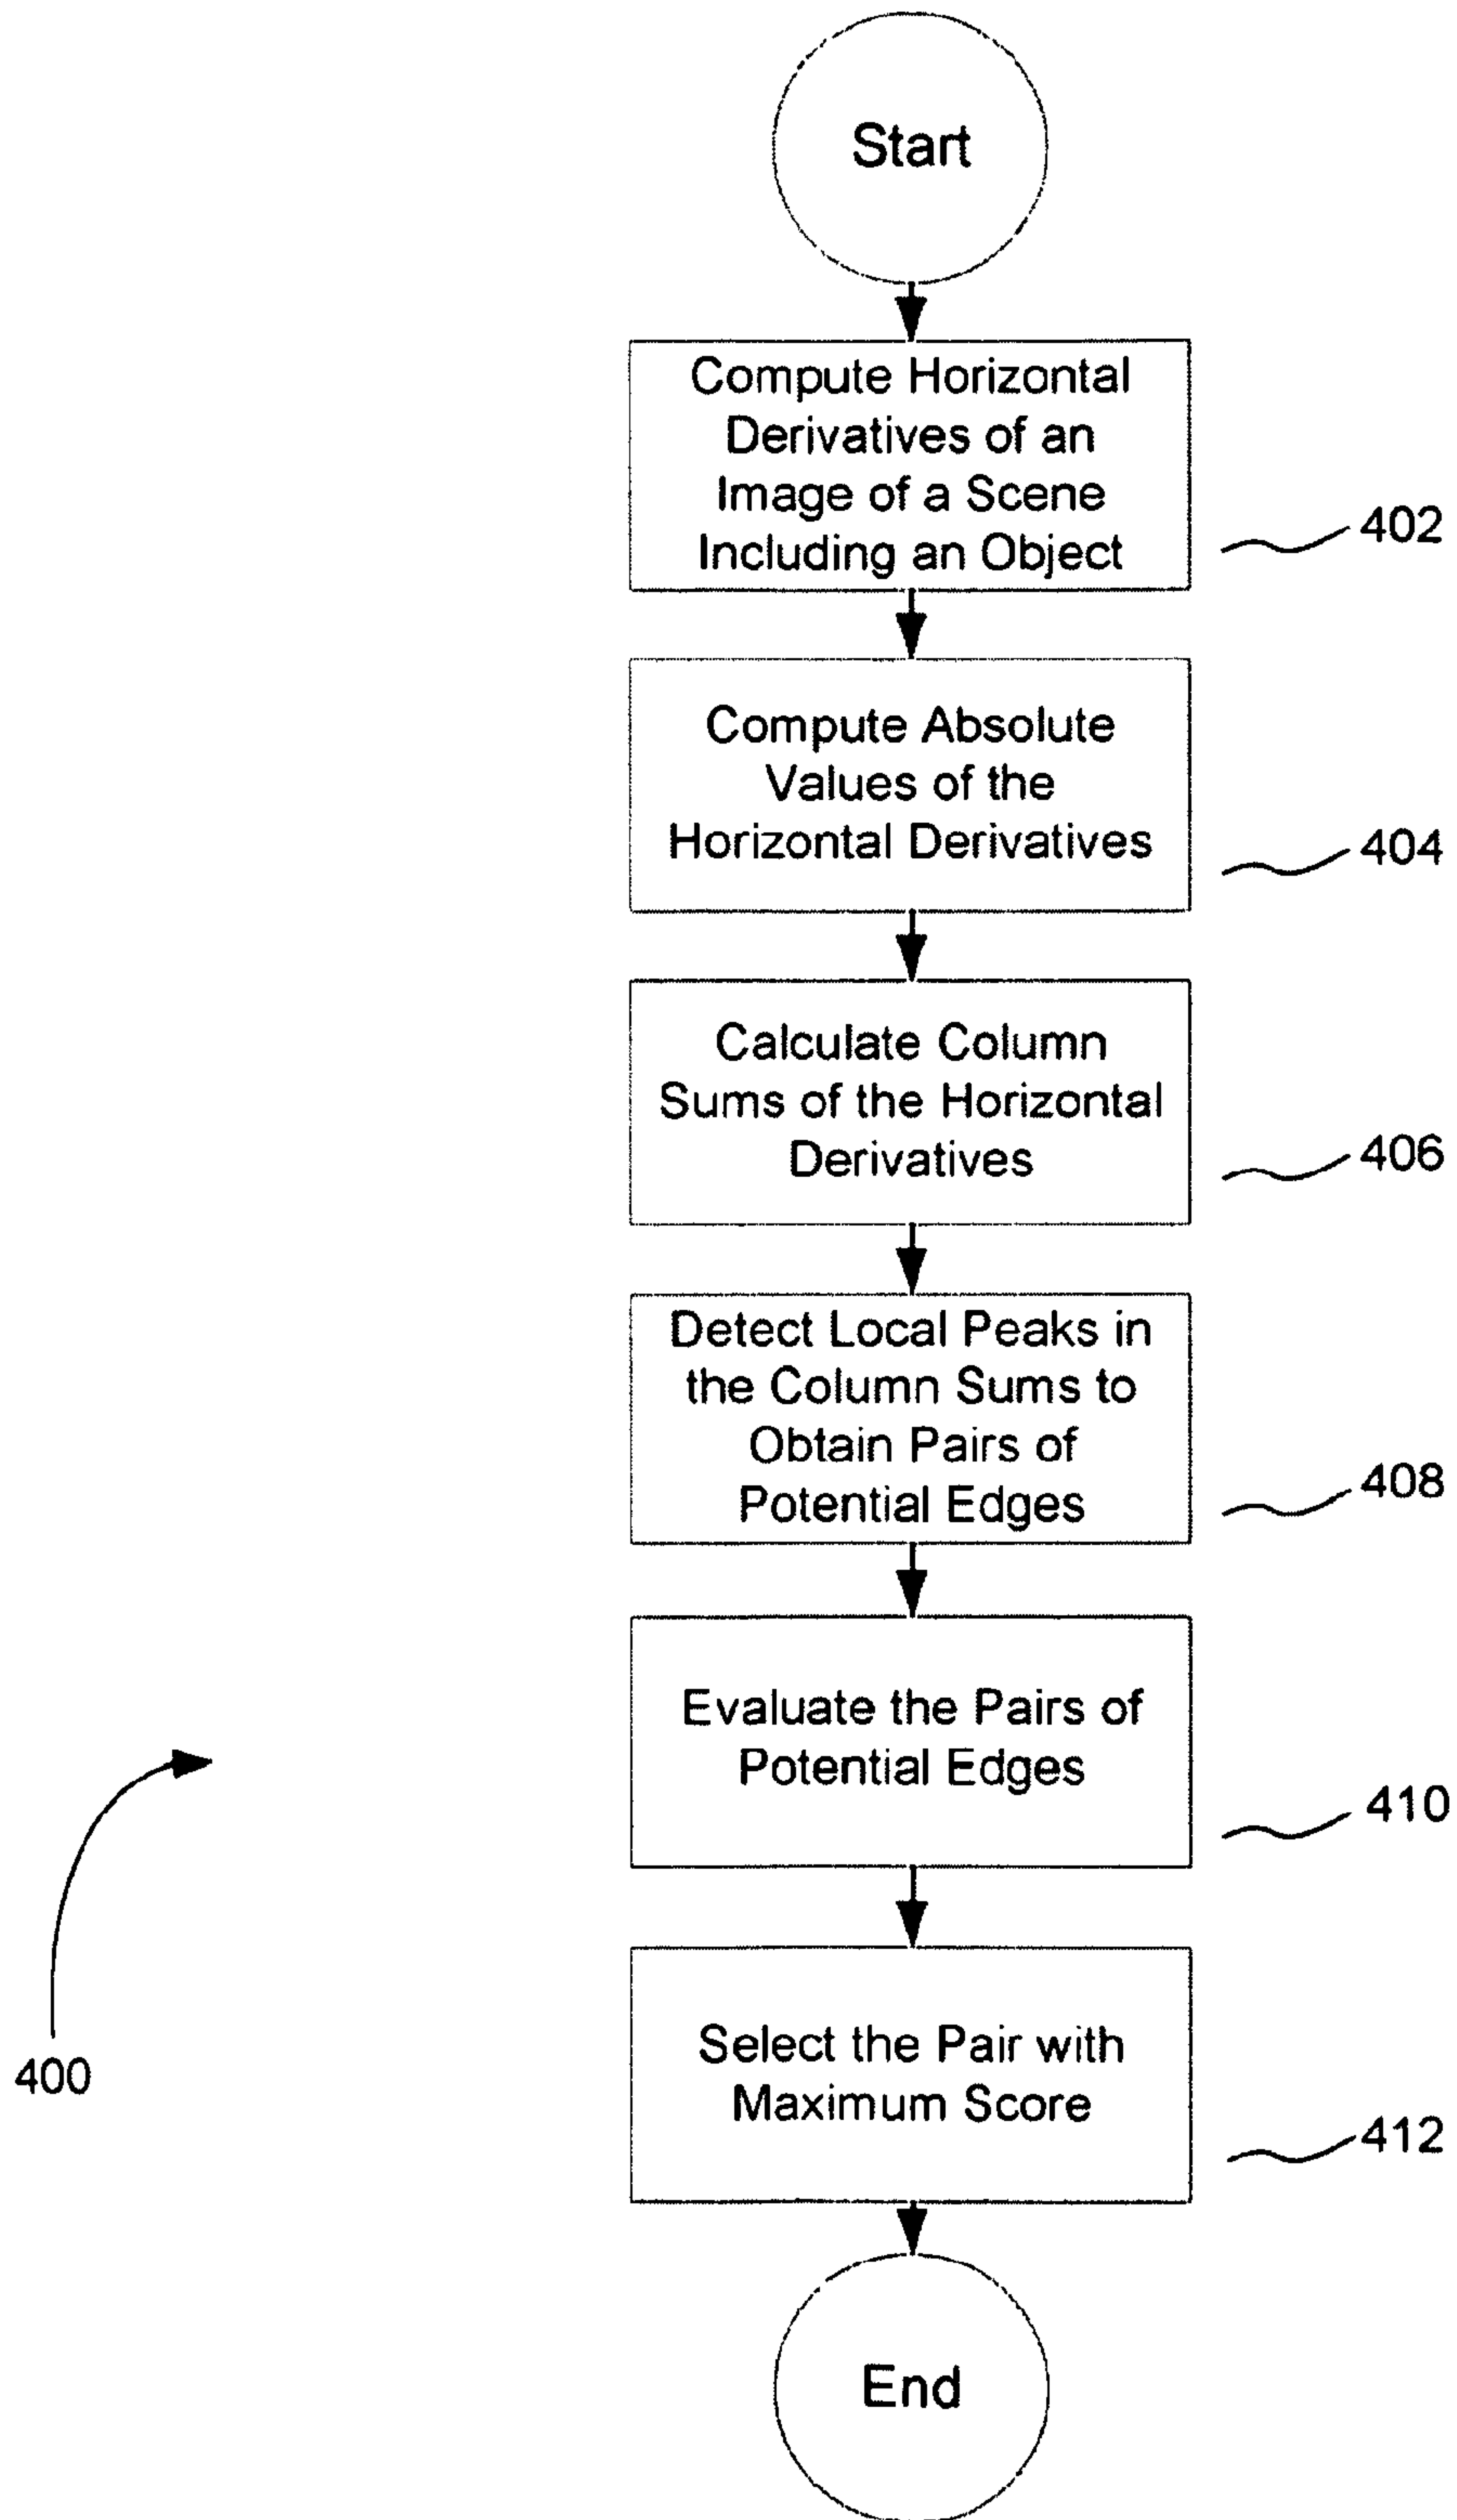 Start
Compute Horizontal
Derivatives of an
Image of a Scene
Including an Object
402
Compute Absolute
Values of the
Horizontal Derivatives
404
Calculate Column
Sums of the Horizontal
Derivatives
406
Detect Local Peaks in
the Column Sums to
Obtain Pairs of
Potential Edges
408
Evaluate the Pairs of
Potential Edges
410
Select the Pair with
Maximum Score
412
400
End